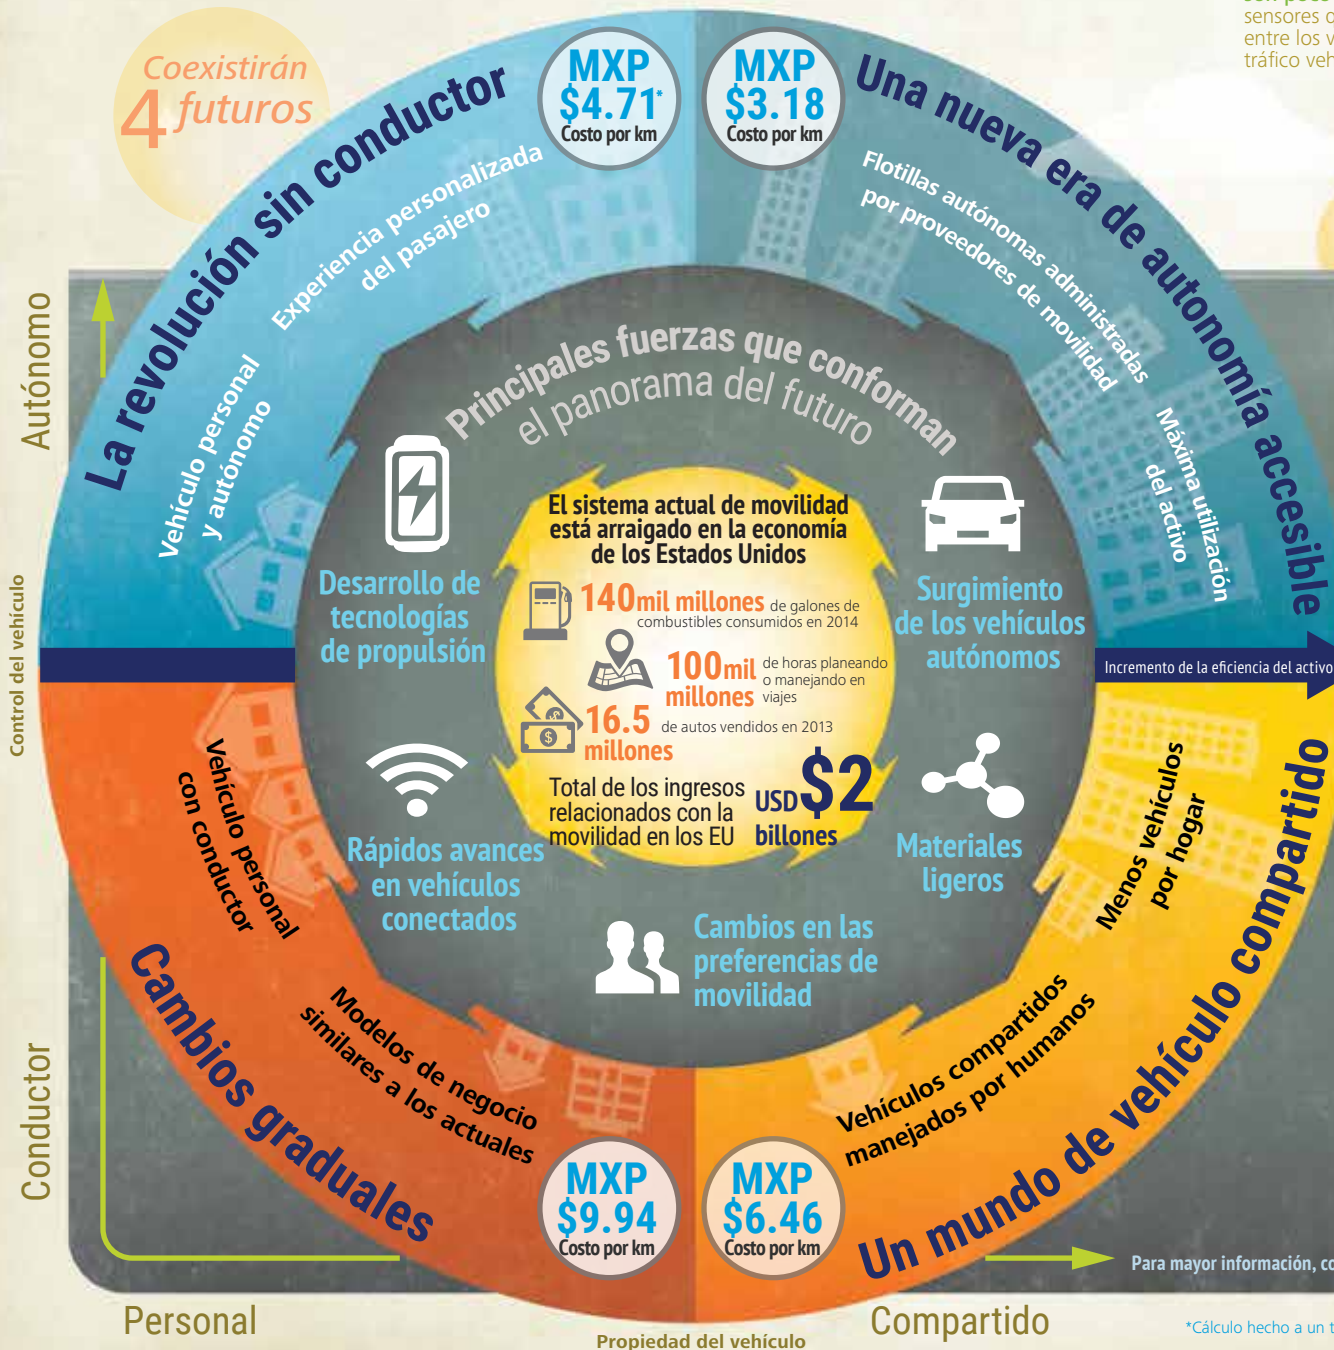 sensores
entre los
tráfico
Coexistirán
4 futuros
La revolución sin conductor
MXP
$4.71*
Costo por km
Experiencia personalizada
del pasajero
Vehículo personal
y autónomo
MXP
$3.18
Costo por km
Una nueva era de autonomía accesible
Flotillas autónomas administradas
por proveedores de movilidad
Máxima utilización
del activo
Autónomo
Control del vehículo
Conductor
Principales fuerzas que conforman
el panorama del futuro
Desarrollo de
tecnologías
de propulsión
Surgimiento
de los vehículos
autónomos
El sistema actual de movilidad
está arraigado en la economía
de los Estados Unidos
140 mil millones de galones de
combustibles consumidos en 2014
100 mil
millones
de horas planeando
o manejando en
viajes
16.5
millones
de autos vendidos en 2013
Total de los ingresos
relacionados con la
movilidad en los EU
USD $2
billones
Rápidos avances
en vehículos
conectados
Materiales
ligeros
Cambios en las
preferencias de
movilidad
Incremento de la eficiencia del activo
Vehículo personal
con conductor
Modelos de negocio
similares a los actuales
Cambios graduales
MXP
$9.94
Costo por km
Menos vehículos
por hogar
Vehículos compartidos
manejados por humanos
Un mundo de vehículo compartido
MXP
$6.46
Costo por km
Para mayor información,
Personal
Propiedad del vehículo
Compartido
*Cálculo hecho a un